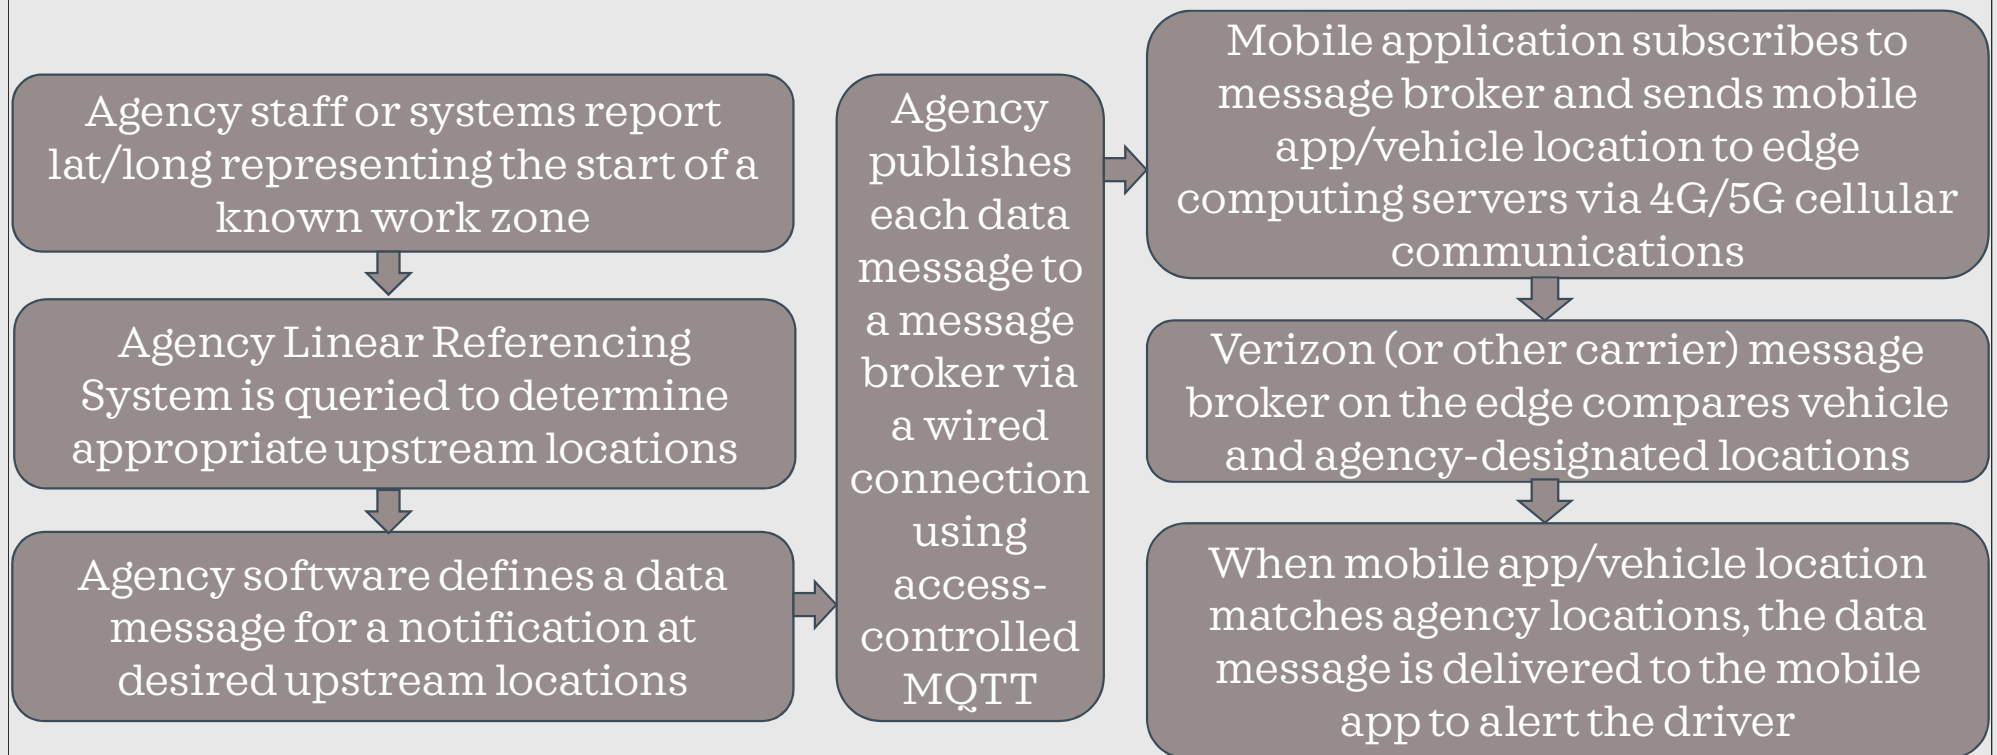 Agency staff or systems report
lat/long representing the start of a
known work zone
Agency Linear Referencing
System is queried to determine
appropriate upstream locations
Agency software defines a data
message for a notification at
desired upstream locations
Agency
publishes
each data
message to
a message
broker via
a wired
connection
using
access-
controlled
MQTT
Mobile application subscribes to
message broker and sends mobile
app/vehicle location to edge
computing servers via 4G/5G cellular
communications
Verizon (or other carrier) message
broker on the edge compares vehicle
and agency-designated locations
When mobile app/vehicle location
matches agency locations, the data
message is delivered to the mobile
app to alert the driver